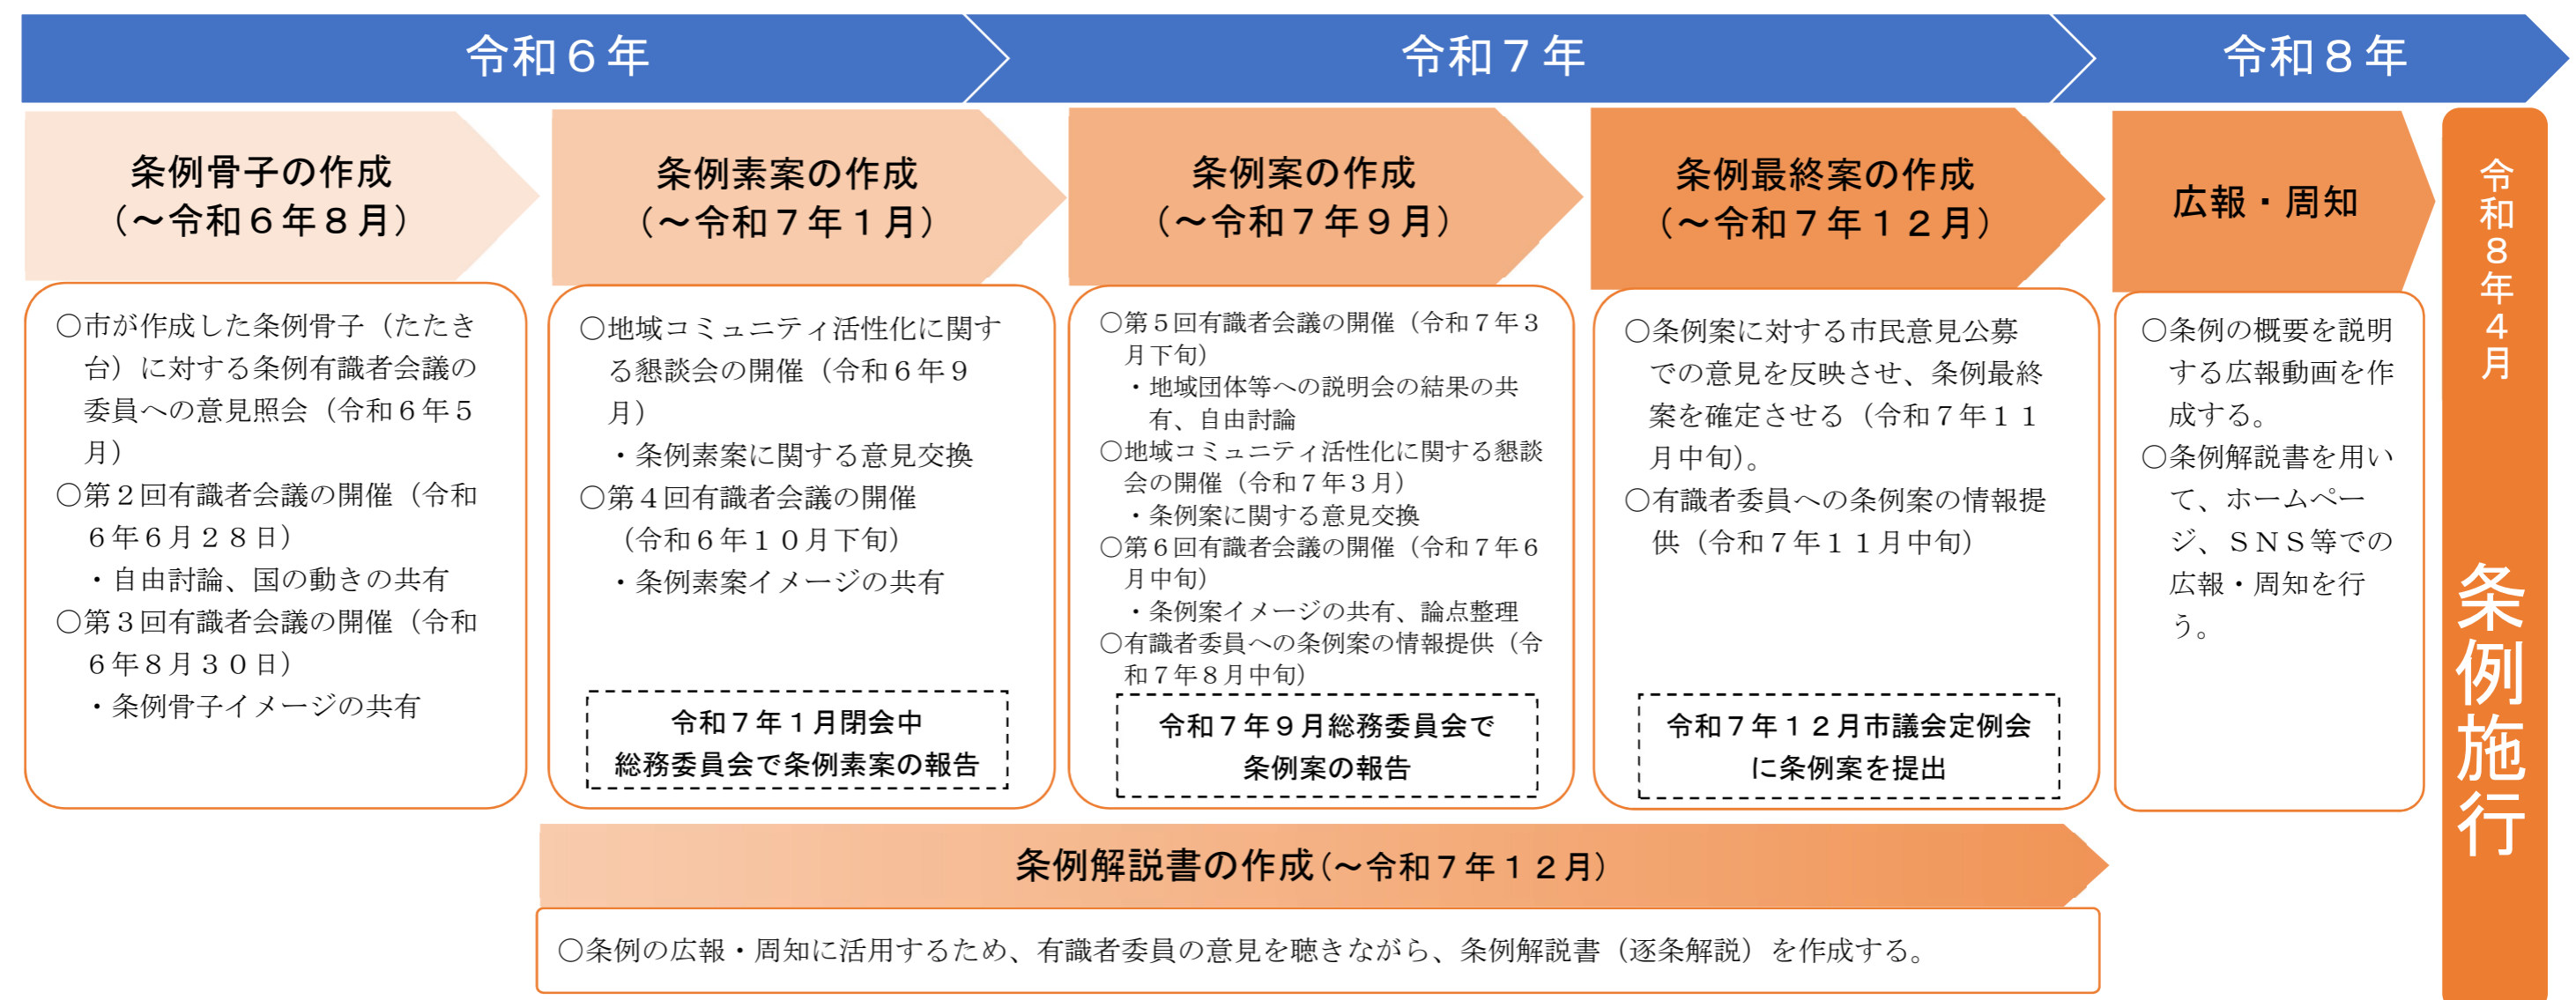 令和６年
令和７年
令和８年
条例骨子の作成
（～令和６年８月）
条例素案の作成
（～令和７年１月）
条例案の作成
（～令和７年９月）
条例最終案の作成
（～令和７年１２月）
広報・周知
〇市が作成した条例骨子（たたき
台）に対する条例有識者会議の
委員への意見照会（令和６年５
月）
〇第２回有識者会議の開催（令和
６年６月２８日）
・自由討論、国の動きの共有
〇第３回有識者会議の開催（令和
６年８月３０日）
・条例骨子イメージの共有
〇地域コミュニティ活性化に関す
る懇談会の開催（令和６年９
月）
・条例素案に関する意見交換
〇第４回有識者会議の開催
（令和６年１０月下旬）
・条例素案イメージの共有
令和７年１月閉会中
総務委員会で条例素案の報告
〇第５回有識者会議の開催（令和７年３
月下旬）
・地域団体等への説明会の結果の共
有、自由討論
〇地域コミュニティ活性化に関する懇談
会の開催（令和７年３月）
・条例案に関する意見交換
〇第６回有識者会議の開催（令和７年６
月中旬）
・条例案イメージの共有、論点整理
〇有識者委員への条例案の情報提供（令
和７年８月中旬）
令和７年９月総務委員会で
条例案の報告
〇条例案に対する市民意見公募
での意見を反映させ、条例最終
案を確定させる（令和７年１１
月中旬）。
〇有識者委員への条例案の情報提
供（令和７年１１月中旬）
令和７年１２月市議会定例会
に条例案を提出
〇条例の概要を説明
する広報動画を作
成する。
〇条例解説書を用い
て、ホームペー
ジ、ＳＮＳ等での
広報・周知を行
う。
令和８年４月　条例施行
条例解説書の作成（～令和７年１２月）
〇条例の広報・周知に活用するため、有識者委員の意見を聴きながら、条例解説書（逐条解説）を作成する。